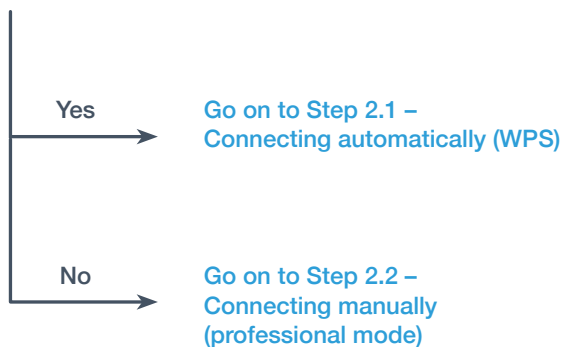 Yes
Go on to Step 2.1 –
Connecting automatically (WPS)
No
Go on to Step 2.2 –
Connecting manually
(professional mode)